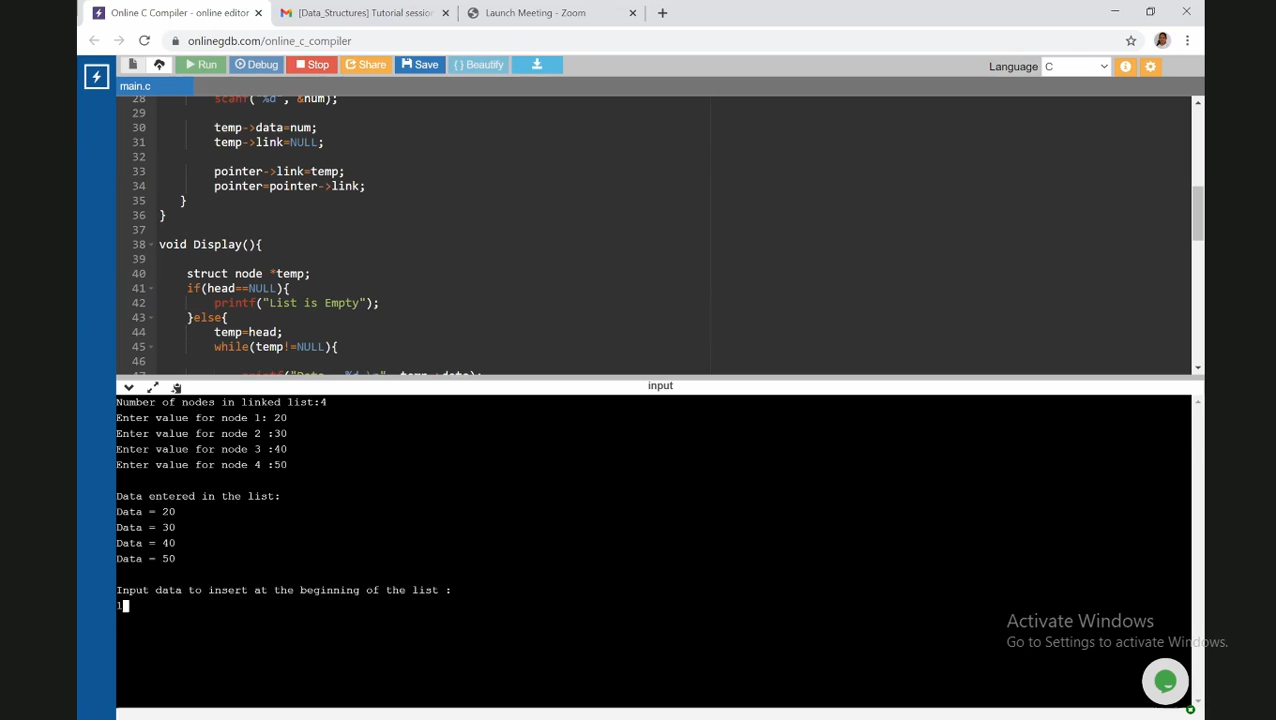 Online C Compiler - online editor
[Data_Structures] Tutorial session
Launch Meeting - Zoom
onlinegdb.com/online_c_compiler
Run
Debug
Stop
Share
Save
{ } Beautify
Language
C
main.c
28 scanf("%d", &num);
29
30 temp->data=num;
31 temp->link=NULL;
32
33 pointer->link=temp;
34 pointer=pointer->link;
35 }
36 }
37
38 void Display(){
39
40 struct node *temp;
41 if(head==NULL){
42 printf("List is Empty");
43 }else{
44 temp=head;
45 while(temp!=NULL){
46
input
Number of nodes in linked list:4
Enter value for node 1: 20
Enter value for node 2 :30
Enter value for node 3 :40
Enter value for node 4 :50
Data entered in the list:
Data = 20
Data = 30
Data = 40
Data = 50
Input data to insert at the beginning of the list :
1
Activate Windows
Go to Settings to activate Windows.